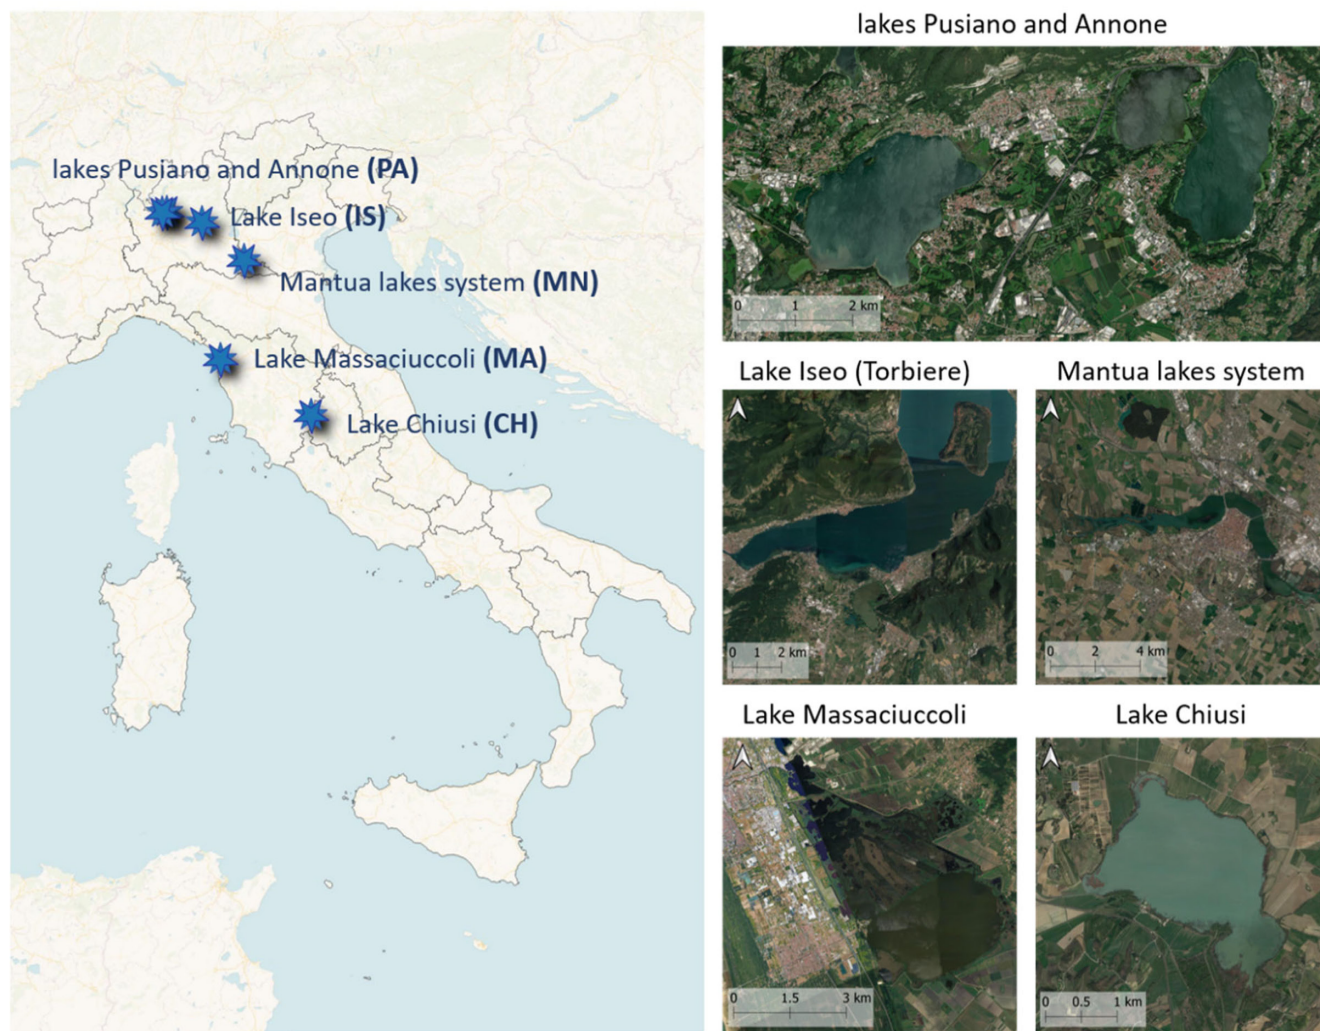 lakes Pusiano and Annone (PA)
Lake Iseo (IS)
Mantua lakes system (MN)
Lake Massaciuccoli (MA)
Lake Chiusi (CH)
lakes Pusiano and Annone
0 1 2 km
Lake Iseo (Torbiere)
0 1 2 km
Mantua lakes system
0 2 4 km
Lake Massaciuccoli
0 1.5 3 km
Lake Chiusi
0 0.5 1 km